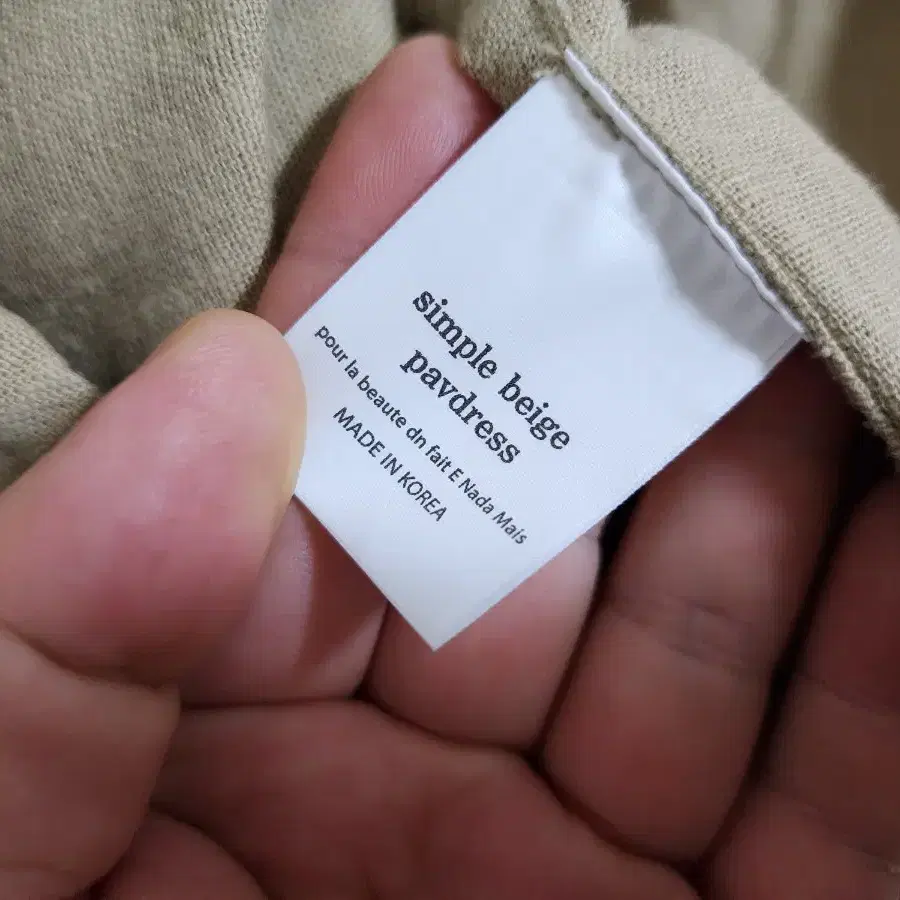 simple beige
pavdress
pour la beaute dn fait E Nada Mais
MADE IN KOREA